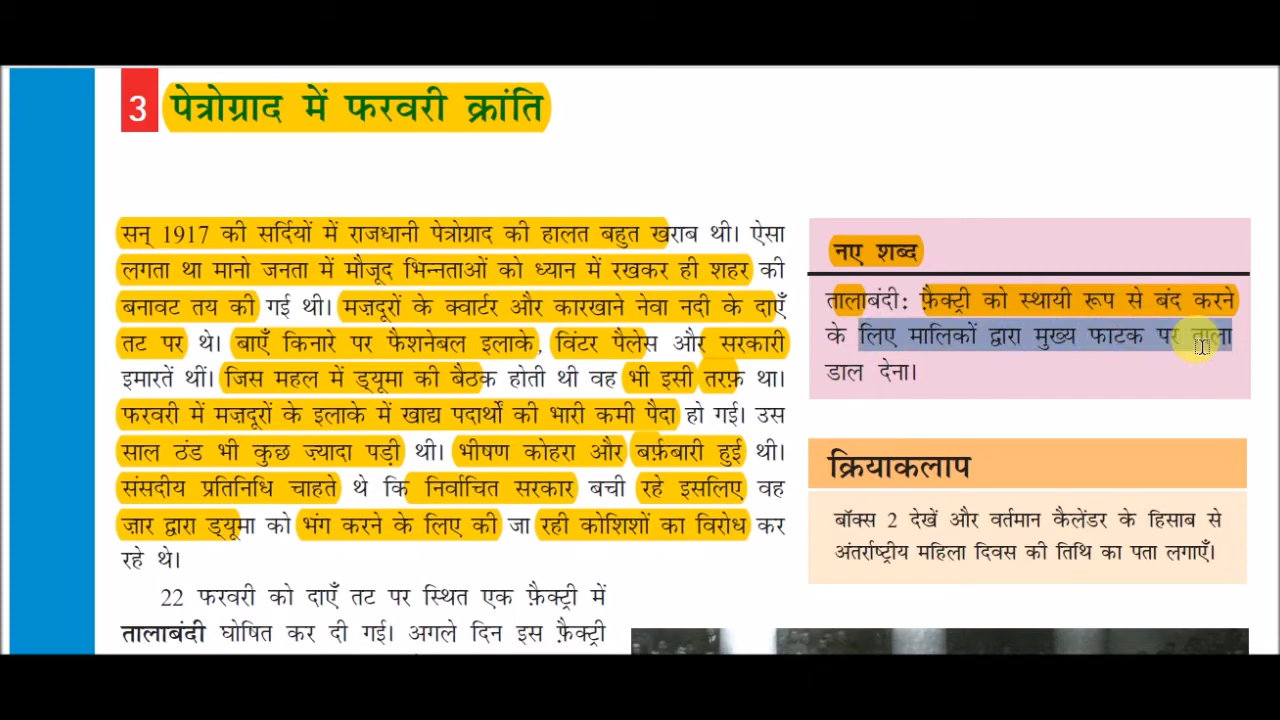 3 पेत्रोग्राद में फरवरी क्रांति
सन् 1917 की सर्दियों में राजधानी पेत्रोग्राद की हालत बहुत खराब थी। ऐसा
लगता था मानो जनता में मौजूद भिन्नताओं को ध्यान में रखकर ही शहर की
बनावट तय की गई थी। मज़दूरों के क्वार्टर और कारखाने नेवा नदी के दाएँ
तट पर थे। बाएँ किनारे पर फैशनेबल इलाके, विंटर पैलेस और सरकारी
इमारतें थीं। जिस महल में ड्यूमा की बैठक होती थी वह भी इसी तरफ़ था।
फरवरी में मज़दूरों के इलाके में खाद्य पदार्थों की भारी कमी पैदा हो गई। उस
साल ठंड भी कुछ ज़्यादा पड़ी थी। भीषण कोहरा और बर्फ़बारी हुई थी।
संसदीय प्रतिनिधि चाहते थे कि निर्वाचित सरकार बची रहे इसलिए वह
ज़ार द्वारा ड्यूमा को भंग करने के लिए की जा रही कोशिशों का विरोध कर
रहे थे।
22 फरवरी को दाएँ तट पर स्थित एक फ़ैक्ट्री में
तालाबंदी घोषित कर दी गई। अगले दिन इस फ़ैक्ट्री
नए शब्द
तालाबंदी: फ़ैक्ट्री को स्थायी रूप से बंद करने
के लिए मालिकों द्वारा मुख्य फाटक पर ताला
डाल देना।
क्रियाकलाप
बॉक्स 2 देखें और वर्तमान कैलेंडर के हिसाब से
अंतर्राष्ट्रीय महिला दिवस की तिथि का पता लगाएँ।